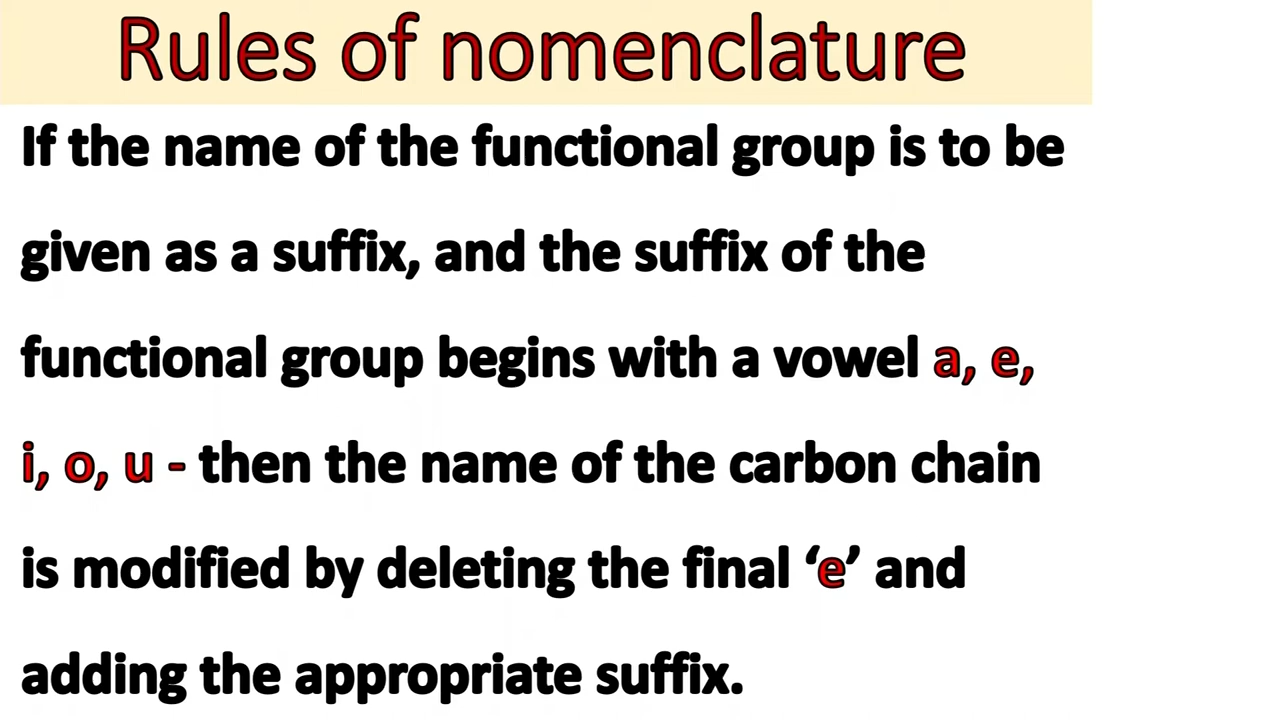 Rules of nomenclature
If the name of the functional group is to be
given as a suffix, and the suffix of the
functional group begins with a vowel a, e,
i, o, u - then the name of the carbon chain
is modified by deleting the final ‘e’ and
adding the appropriate suffix.